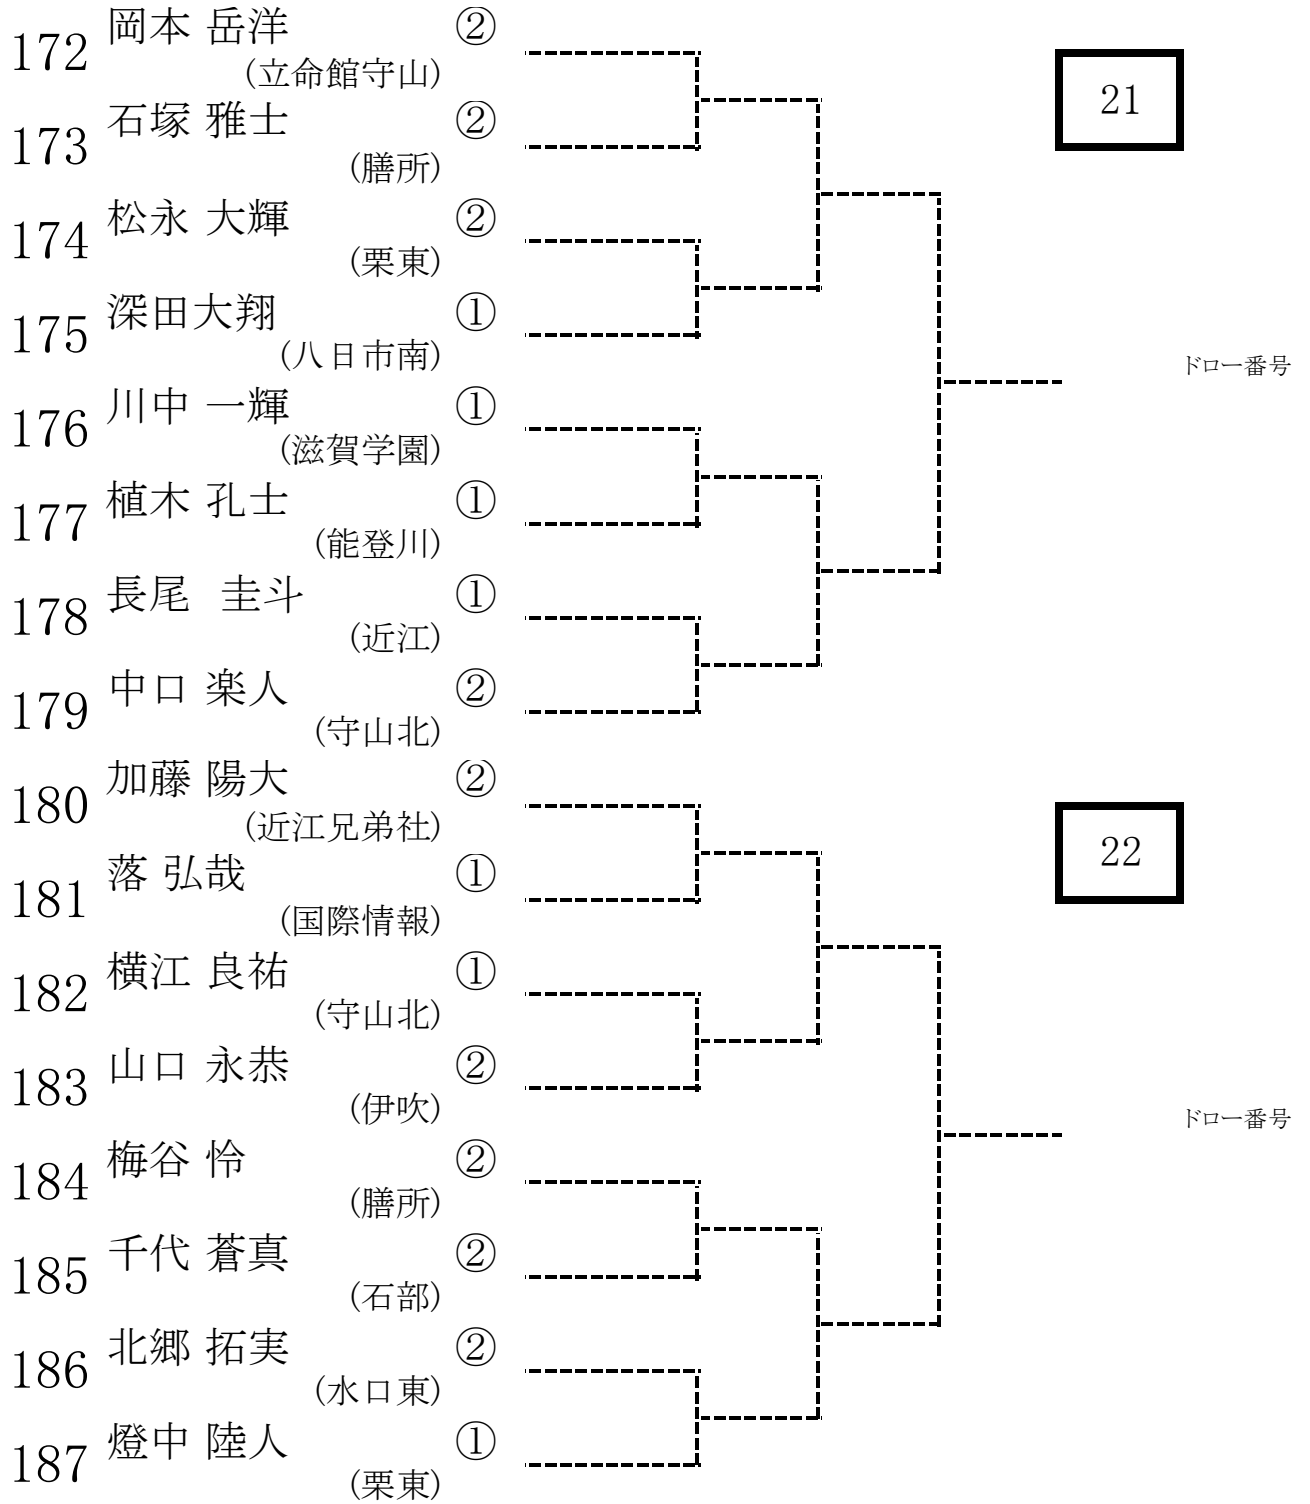 172 岡本 岳洋 ②
(立命館守山)
21
173 石塚 雅士 ②
(膳所)
174 松永 大輝 ②
(栗東)
175 深田大翔 ①
(八日市南)
ドロー番号
176 川中 一輝 ①
(滋賀学園)
177 植木 孔士 ①
(能登川)
178 長尾　圭斗 ①
(近江)
179 中口 楽人 ②
(守山北)
180 加藤 陽大 ②
(近江兄弟社)
22
181 落 弘哉 ①
(国際情報)
182 横江 良祐 ①
(守山北)
183 山口 永恭 ②
(伊吹)
ドロー番号
184 梅谷 怜 ②
(膳所)
185 千代 蒼真 ②
(石部)
186 北郷 拓実 ②
(水口東)
187 燈中 陸人 ①
(栗東)